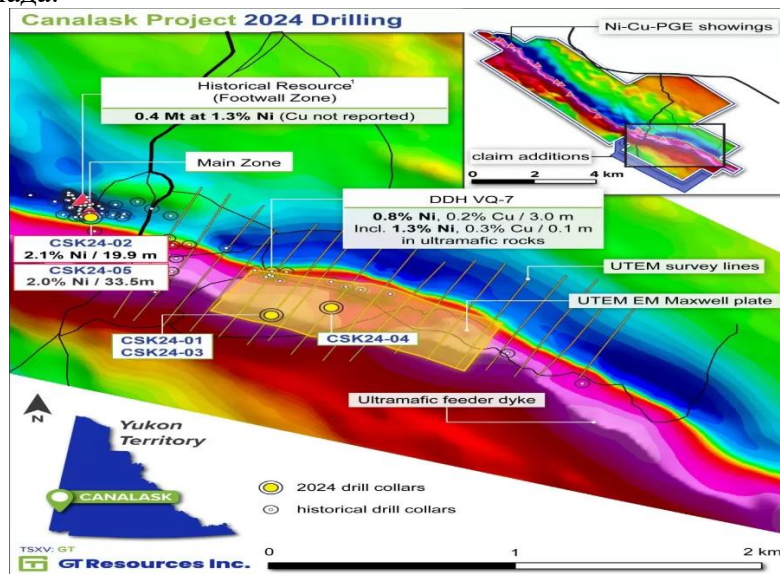 нада.
Canalask Project 2024 Drilling
Ni-Cu-PGE showings
Historical Resource¹
(Footwall Zone)
0.4 Mt at 1.3% Ni (Cu not reported)
Main Zone
claim additions
0 2 4 km
DDH VQ-7
0.8% Ni, 0.2% Cu / 3.0 m
Incl. 1.3% Ni, 0.3% Cu / 0.1 m
in ultramafic rocks
CSK24-02
2.1% Ni / 19.9 m
CSK24-05
2.0% Ni / 33.5m
UTEM survey lines
UTEM EM Maxwell plate
CSK24-01
CSK24-03
CSK24-04
Ultramafic feeder dyke
N
Yukon
Territory
CANALASK
2024 drill collars
historical drill collars
TSXV: GT
GT Resources Inc.
0 1 2 km